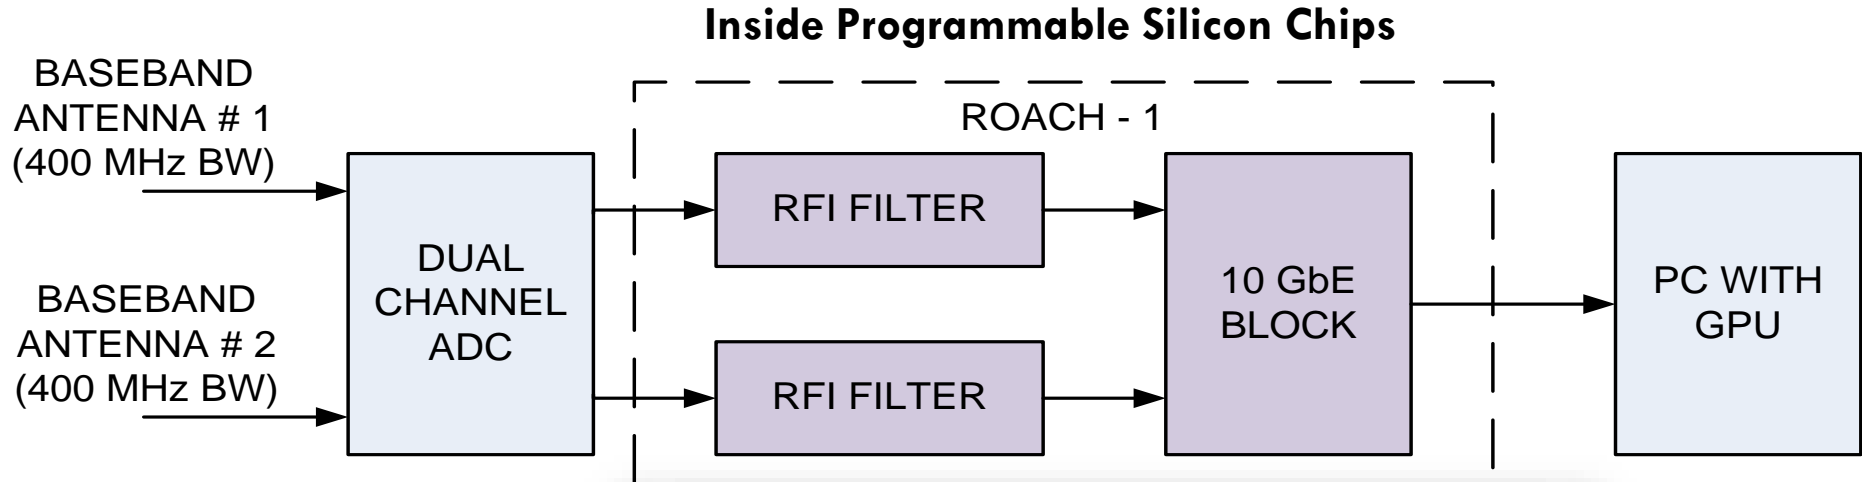 Inside Programmable Silicon Chips
BASEBAND
ANTENNA # 1
(400 MHz BW)
ROACH - 1
RFI FILTER
DUAL
CHANNEL
ADC
10 GbE
BLOCK
PC WITH
GPU
BASEBAND
ANTENNA # 2
(400 MHz BW)
RFI FILTER